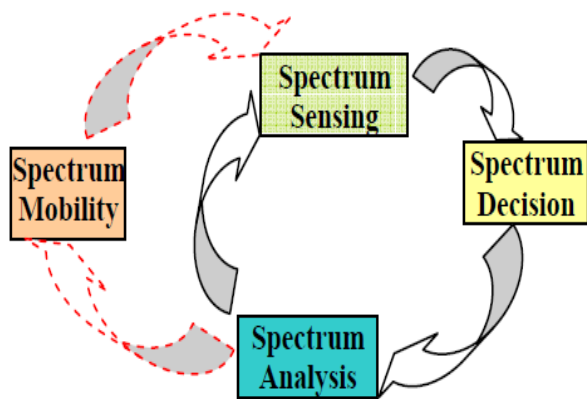 Spectrum
Sensing
Spectrum
Mobility
Spectrum
Decision
Spectrum
Analysis